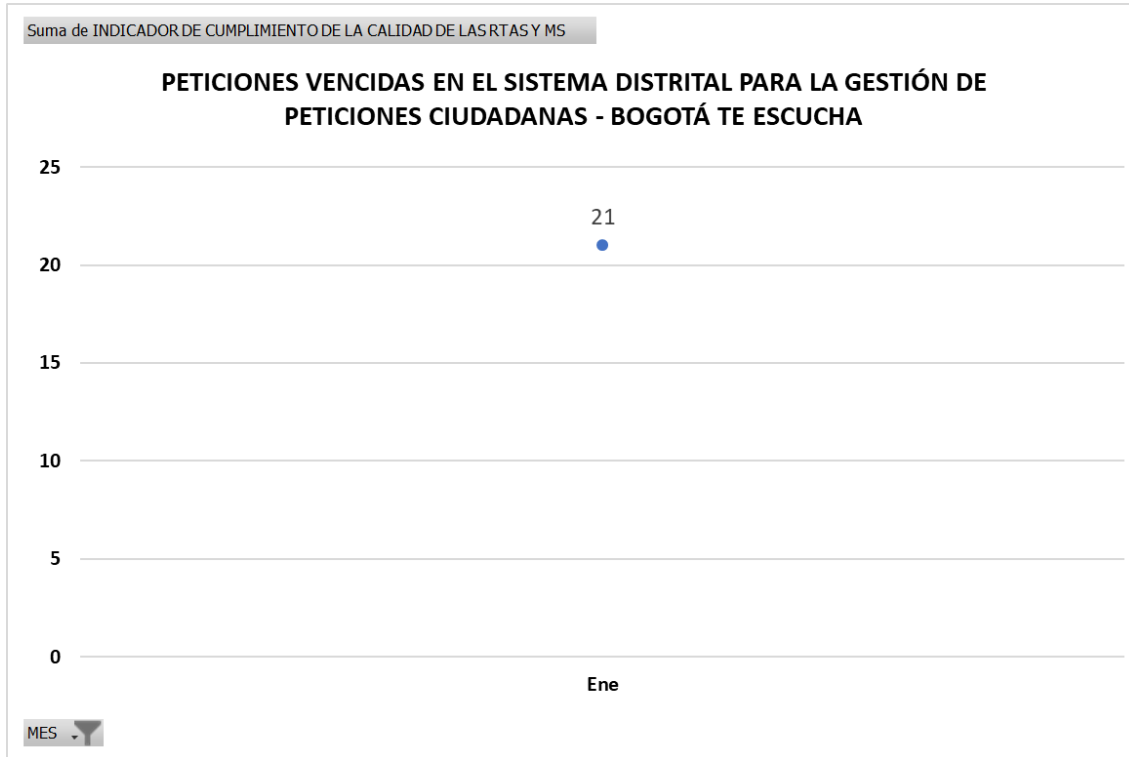 Suma de INDICADOR DE CUMPLIMIENTO DE LA CALIDAD DE LAS RTAS Y MS
PETICIONES VENCIDAS EN EL SISTEMA DISTRITAL PARA LA GESTIÓN DE
PETICIONES CIUDADANAS - BOGOTÁ TE ESCUCHA
25
21
20
15
10
5
0
Ene
MES